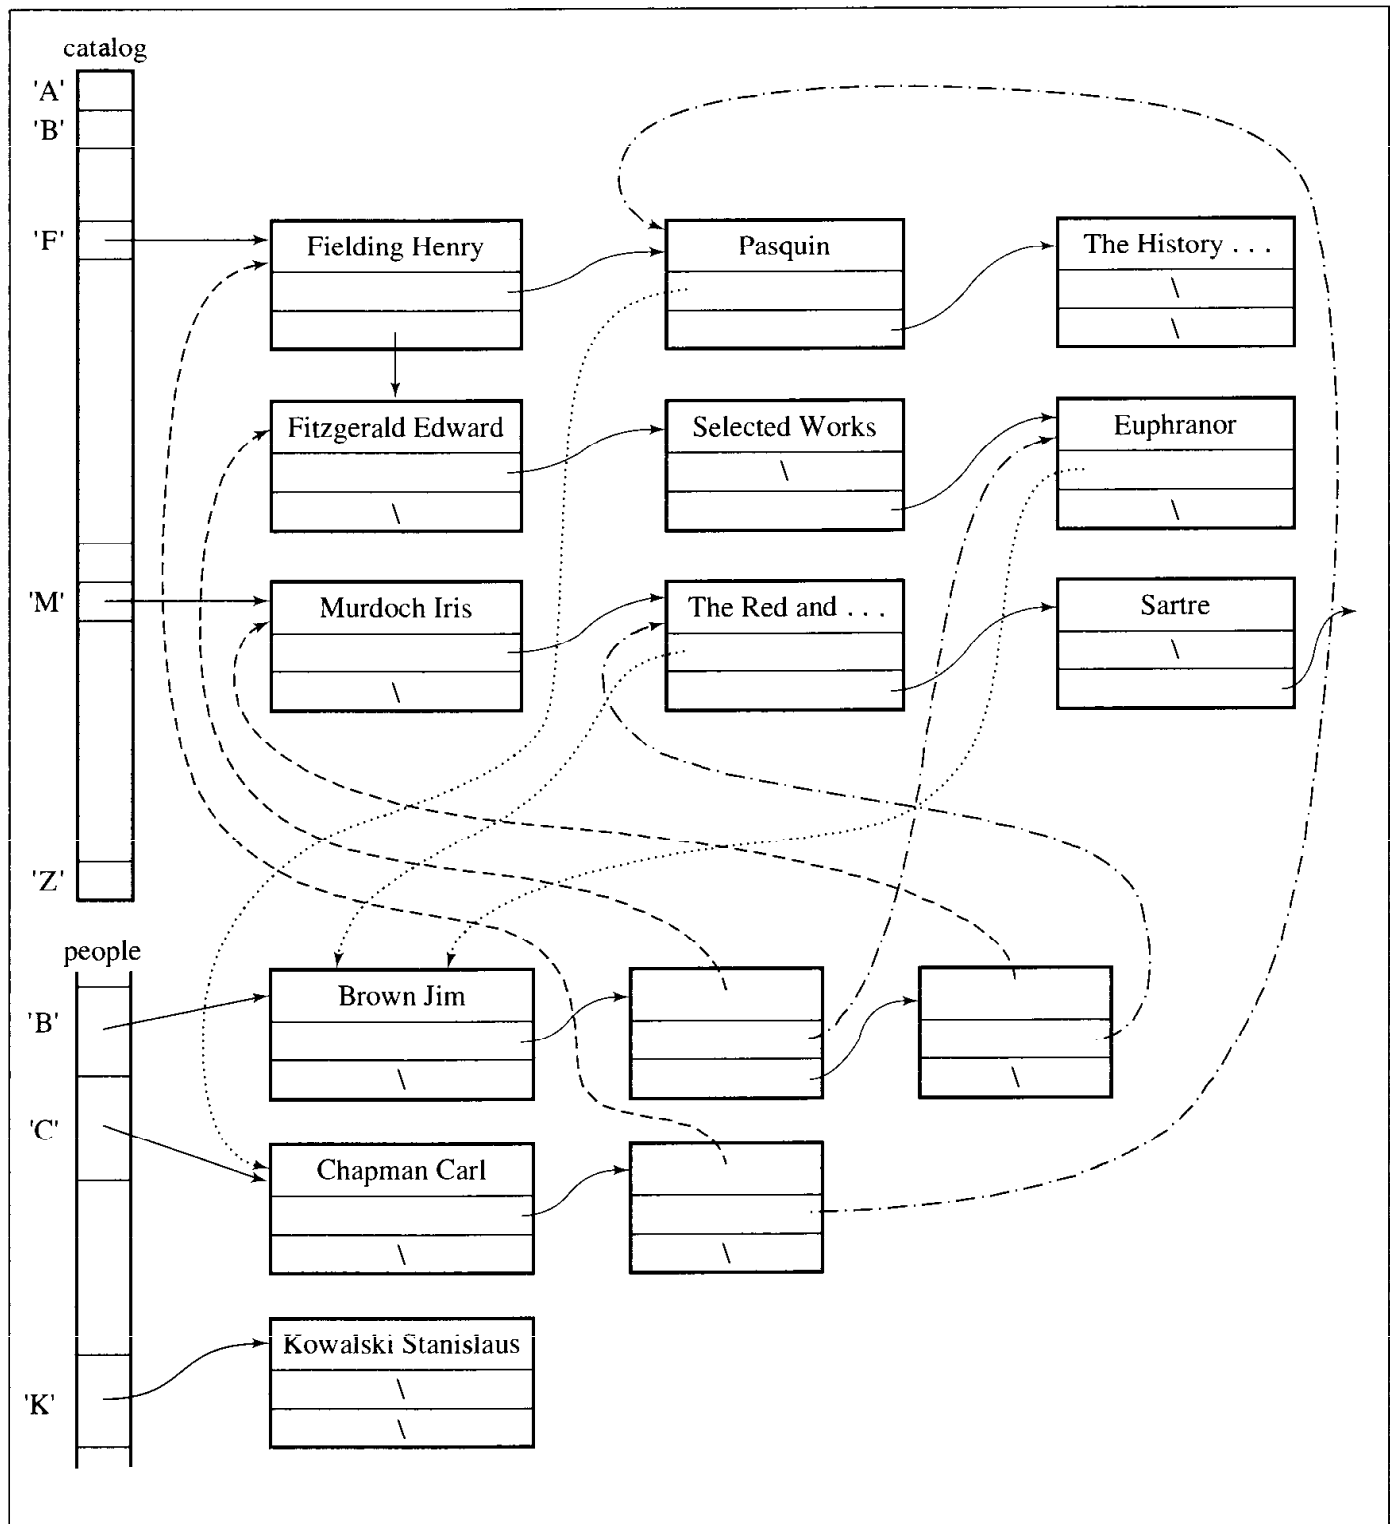 catalog
'A'
'B'
'F'
Fielding Henry
Pasquin
The History . . .
Fitzgerald Edward
Selected Works
Euphranor
'M'
Murdoch Iris
The Red and . . .
Sartre
'Z'
people
'B'
Brown Jim
'C'
Chapman Carl
Kowalski Stanislaus
'K'